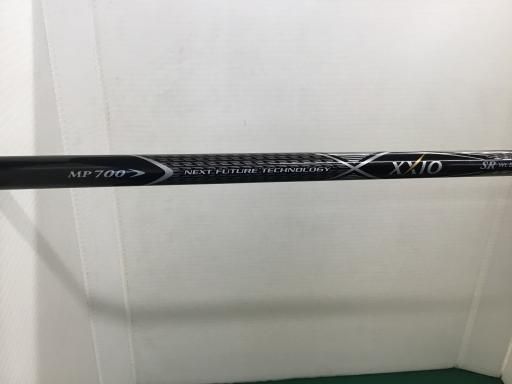 MP 700 NEXT FUTURE TECHNOLOGY XXIO SR